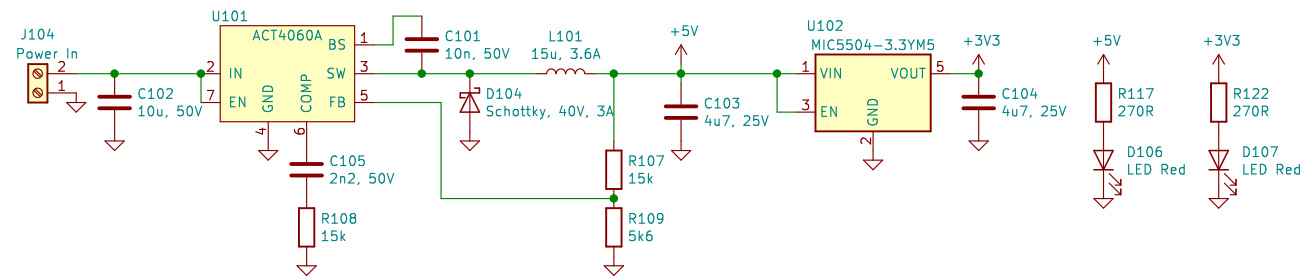 J104
Power In
2
1
C102
10u, 50V
U101
ACT4060A
2
IN
7
EN
BS
1
SW
3
FB
5
GND
4
COMP
6
C105
2n2, 50V
R108
15k
C101
10n, 50V
D104
Schottky, 40V, 3A
L101
15u, 3.6A
R107
15k
R109
5k6
+5V
C103
4u7, 25V
U102
MIC5504-3.3YM5
1
VIN
3
EN
VOUT
5
GND
2
+3V3
C104
4u7, 25V
+5V
R117
270R
D106
LED Red
+3V3
R122
270R
D107
LED Red